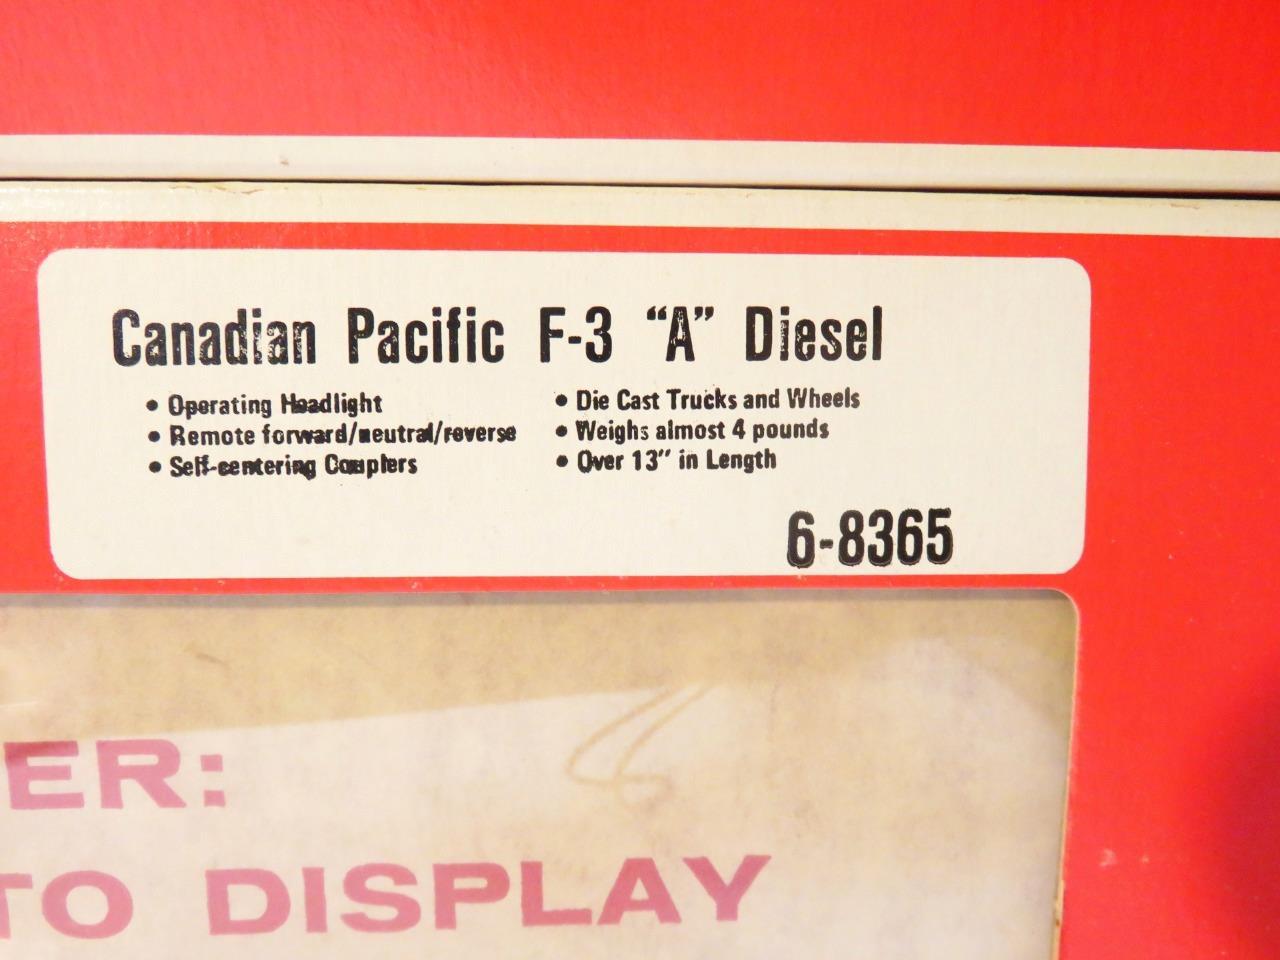 Canadian Pacific F-3 “A” Diesel
• Operating Headlight
• Remote forward/neutral/reverse
• Self-centering Couplers
• Die Cast Trucks and Wheels
• Weighs almost 4 pounds
• Over 13” in Length
6-8365
8
ER:
TO DISPLAY